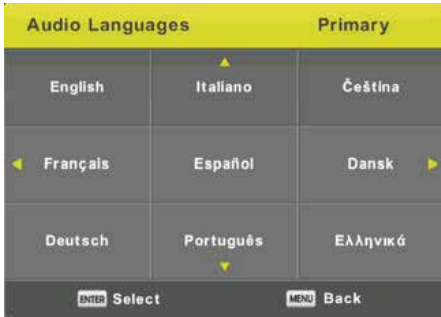 Audio Languages Primary
English Italiano Čeština
Français Español Dansk
Deutsch Português Ελληνικά
ENTER Select MENU Back